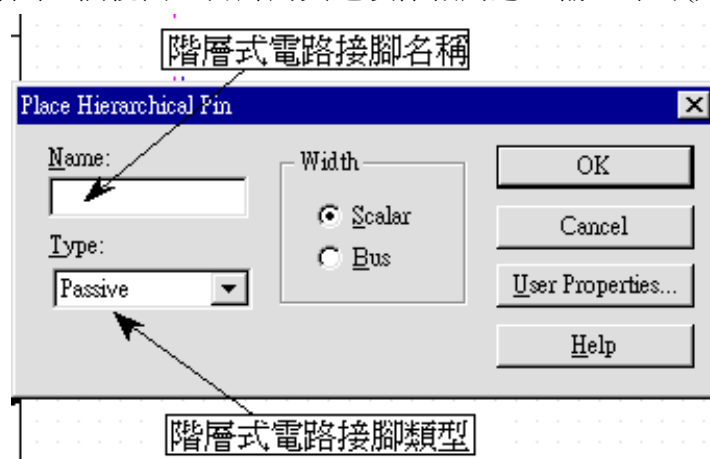 階層式電路接腳名稱
Place Hierarchical Pin
Name:
Width
OK
Scalar
Cancel
Type:
Bus
Passive
User Properties...
Help
階層式電路接腳類型